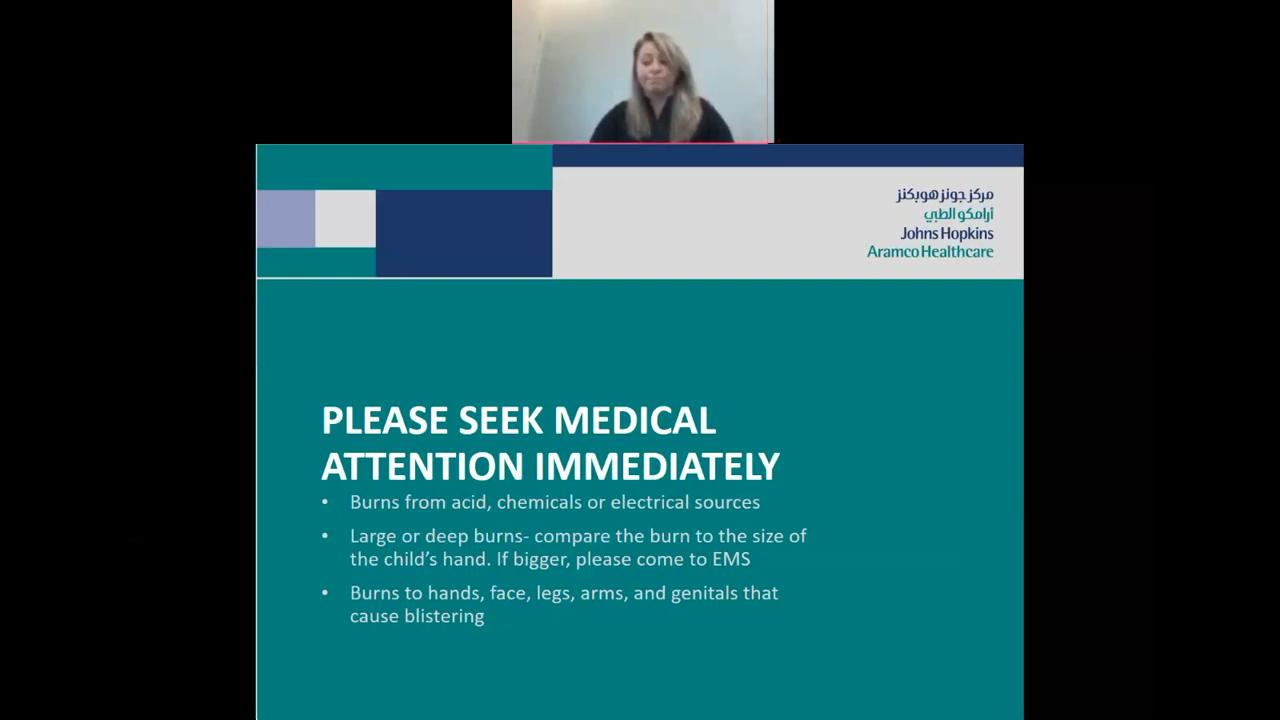 مركز جونز هوبكنز
أرامكو الطبي
Johns Hopkins
Aramco Healthcare
PLEASE SEEK MEDICAL
ATTENTION IMMEDIATELY
• Burns from acid, chemicals or electrical sources
• Large or deep burns- compare the burn to the size of
the child's hand. If bigger, please come to EMS
• Burns to hands, face, legs, arms, and genitals that
cause blistering